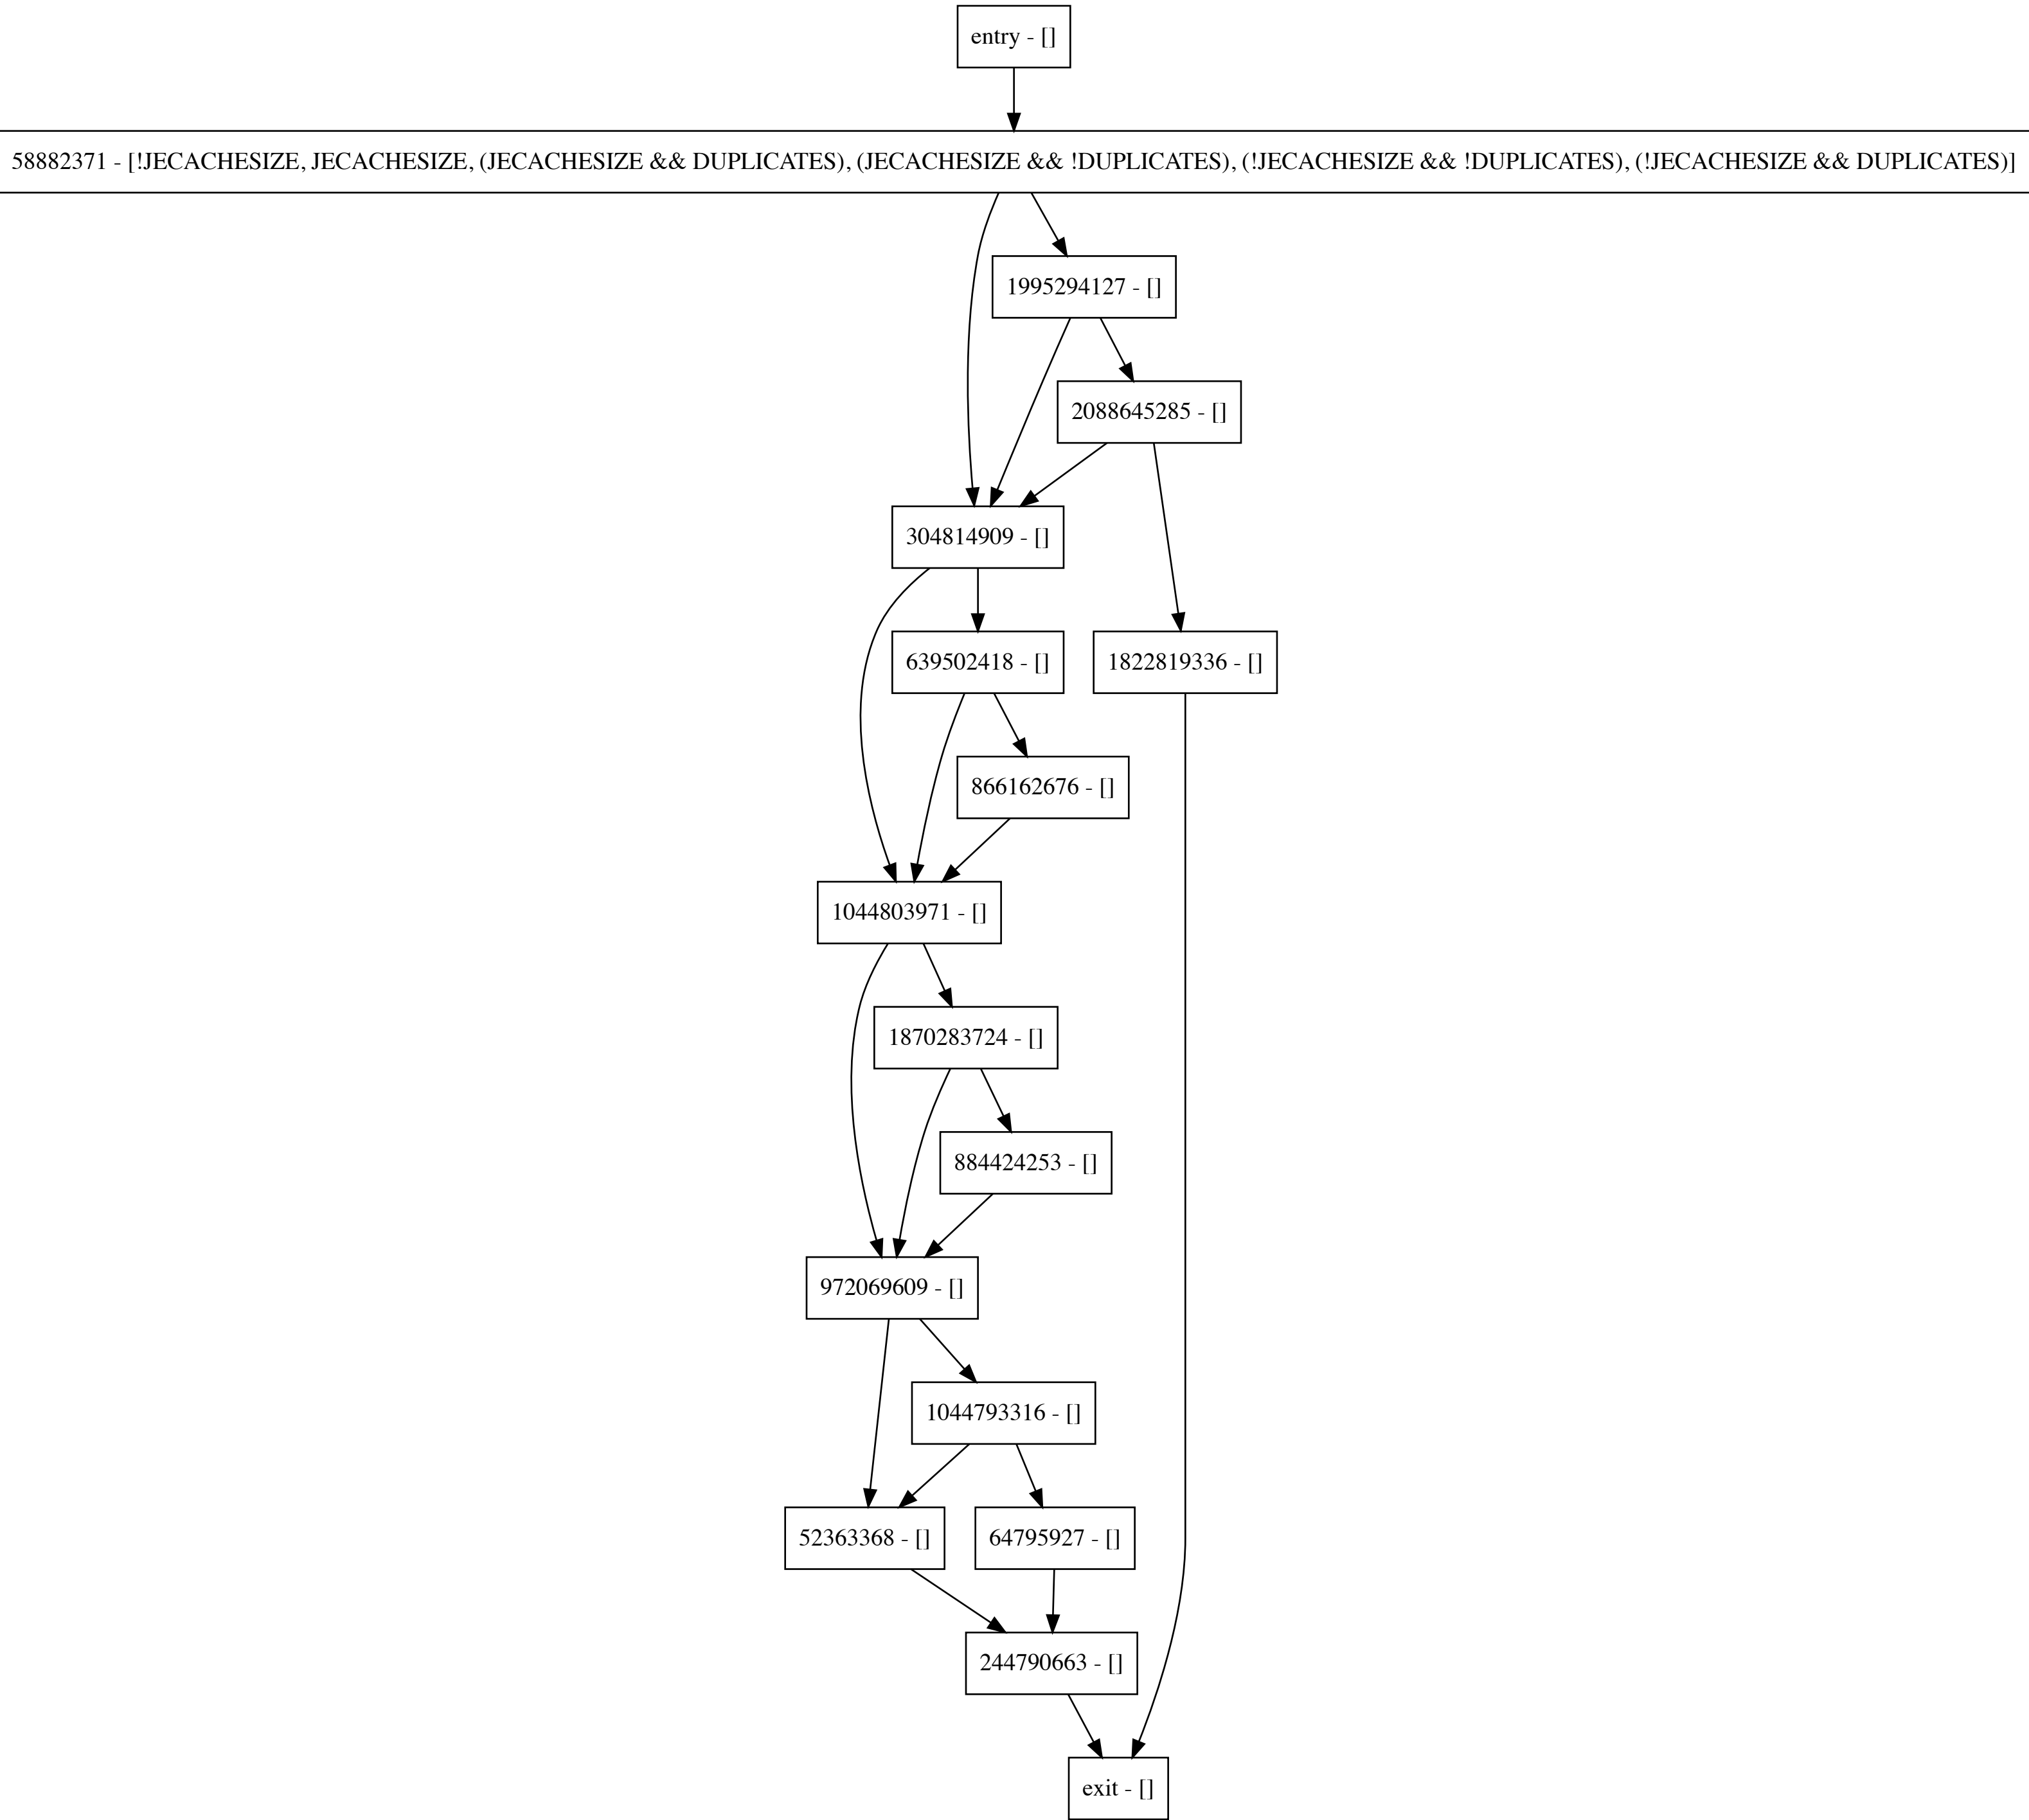 entry - []
58882371 - [!JECACHESIZE, JECACHESIZE, (JECACHESIZE && DUPLICATES), (JECACHESIZE && !DUPLICATES), (!JECACHESIZE && !DUPLICATES), (!JECACHESIZE && DUPLICATES)]
1995294127 - []
2088645285 - []
304814909 - []
639502418 - []
1822819336 - []
866162676 - []
1044803971 - []
1870283724 - []
884424253 - []
972069609 - []
1044793316 - []
52363368 - []
64795927 - []
244790663 - []
exit - []